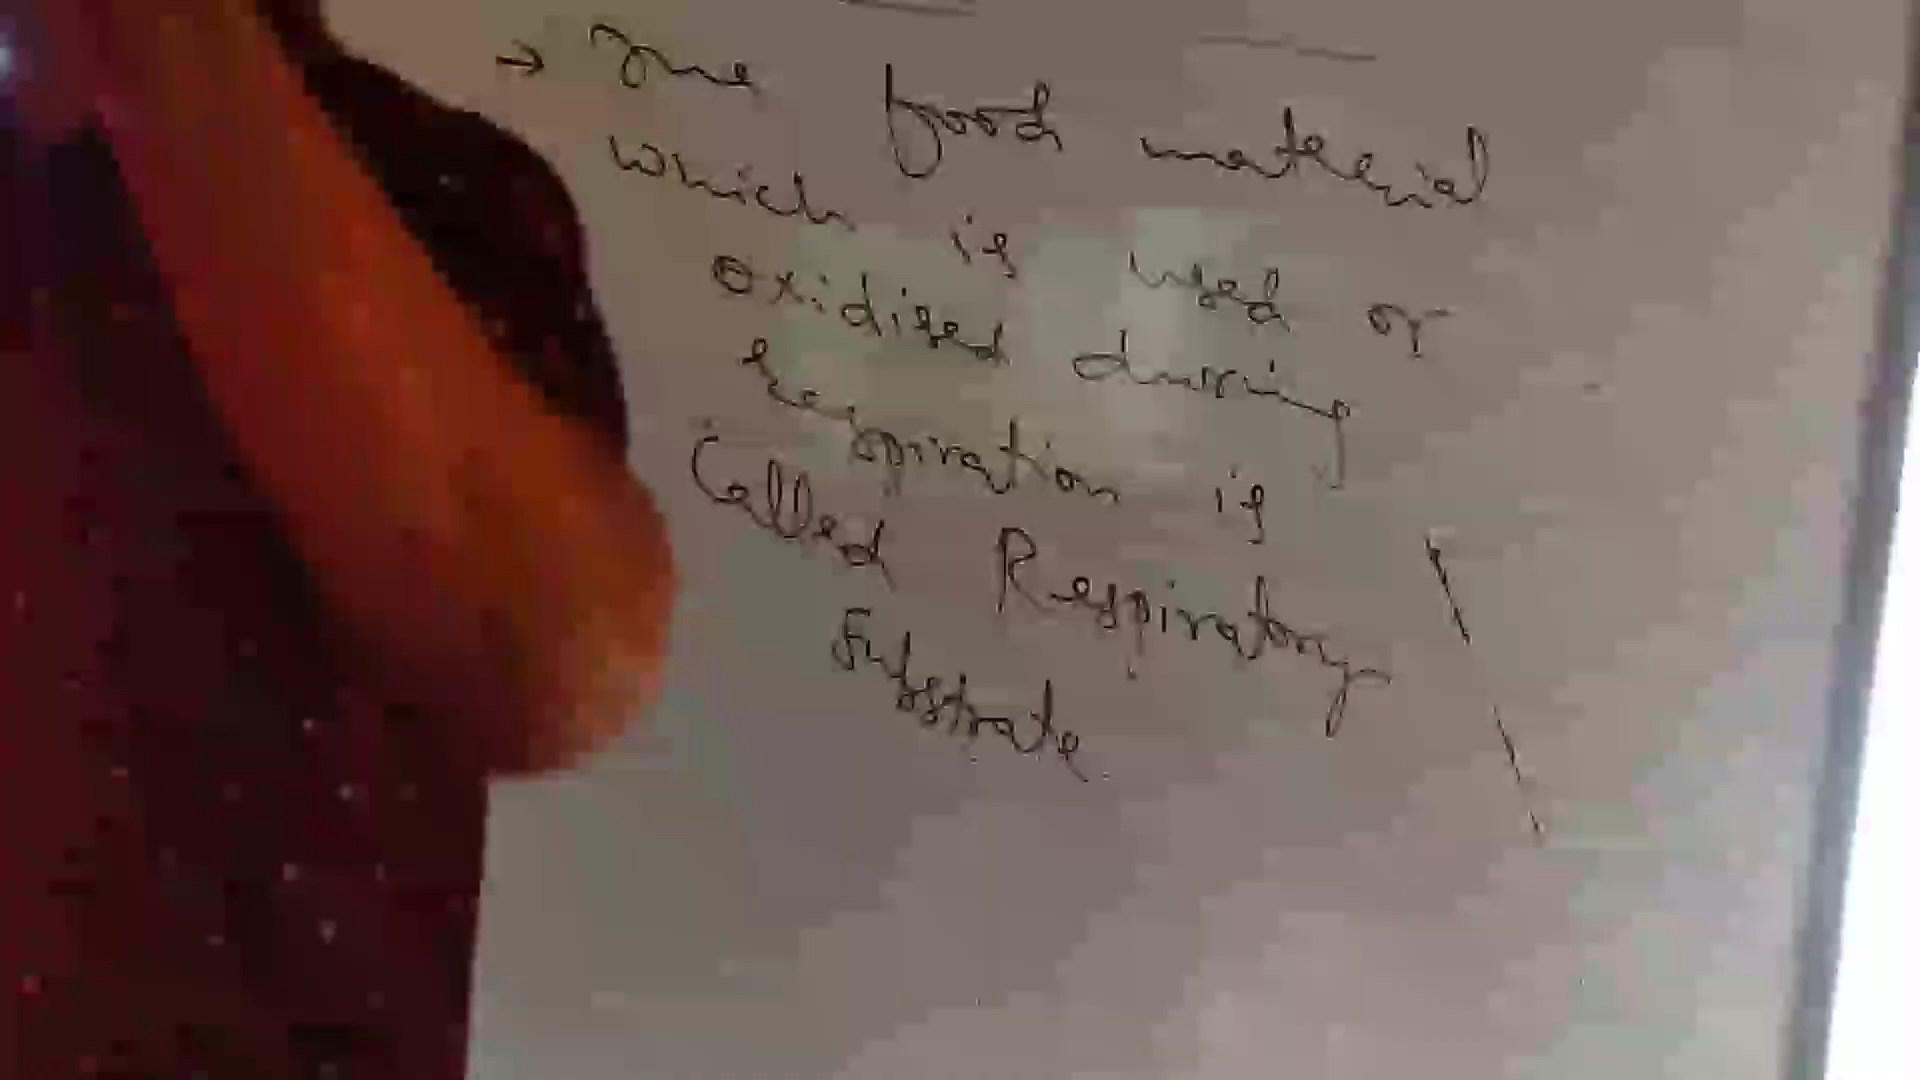 → The food material
which is used or
oxidised during
respiration is
Called Respiratory
Substrate